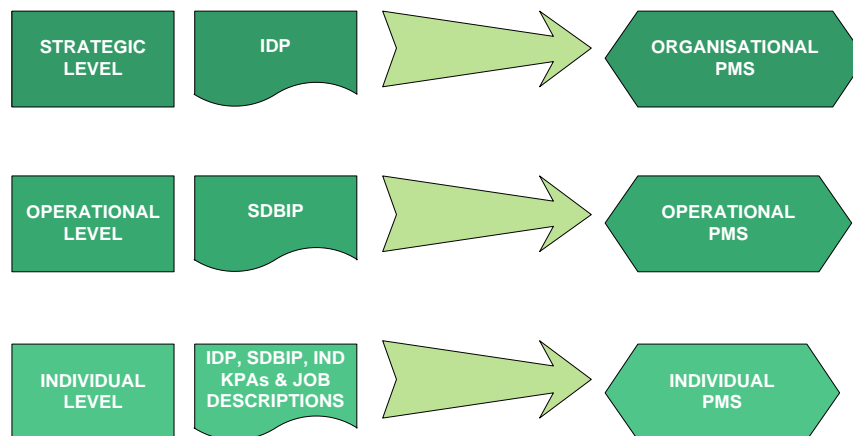 STRATEGIC
LEVEL
IDP
ORGANISATIONAL
PMS
OPERATIONAL
LEVEL
SDBIP
OPERATIONAL
PMS
INDIVIDUAL
LEVEL
IDP, SDBIP, IND
KPAs & JOB
DESCRIPTIONS
INDIVIDUAL
PMS